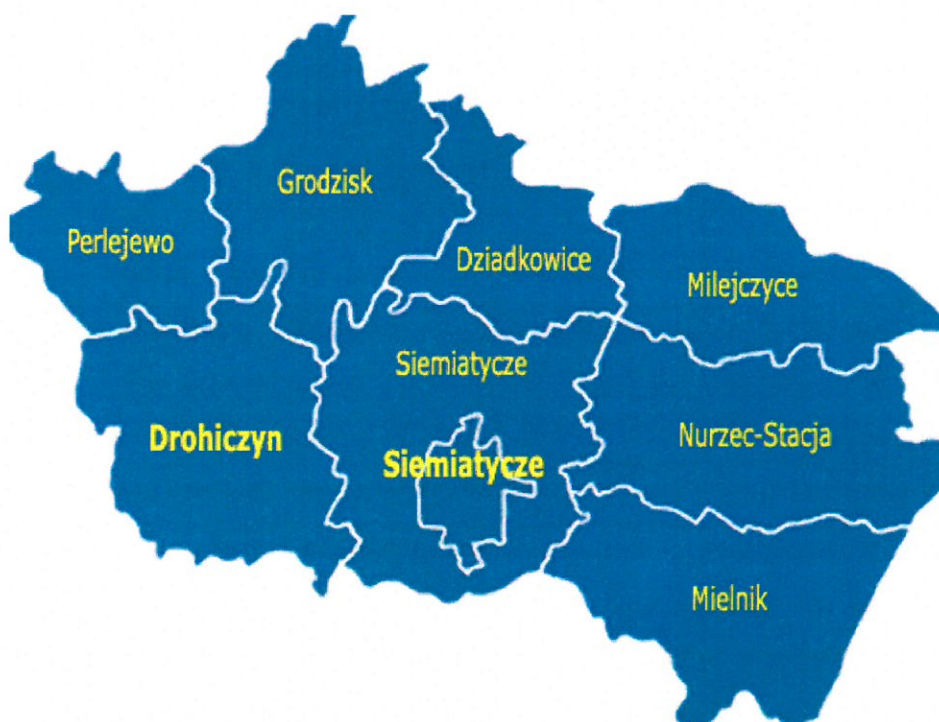 Grodzisk
Perlejewo
Dziadkowice
Milejczyce
Siemiatycze
Drohiczyn
Nurzec-Stacja
Siemiatycze
Mielnik